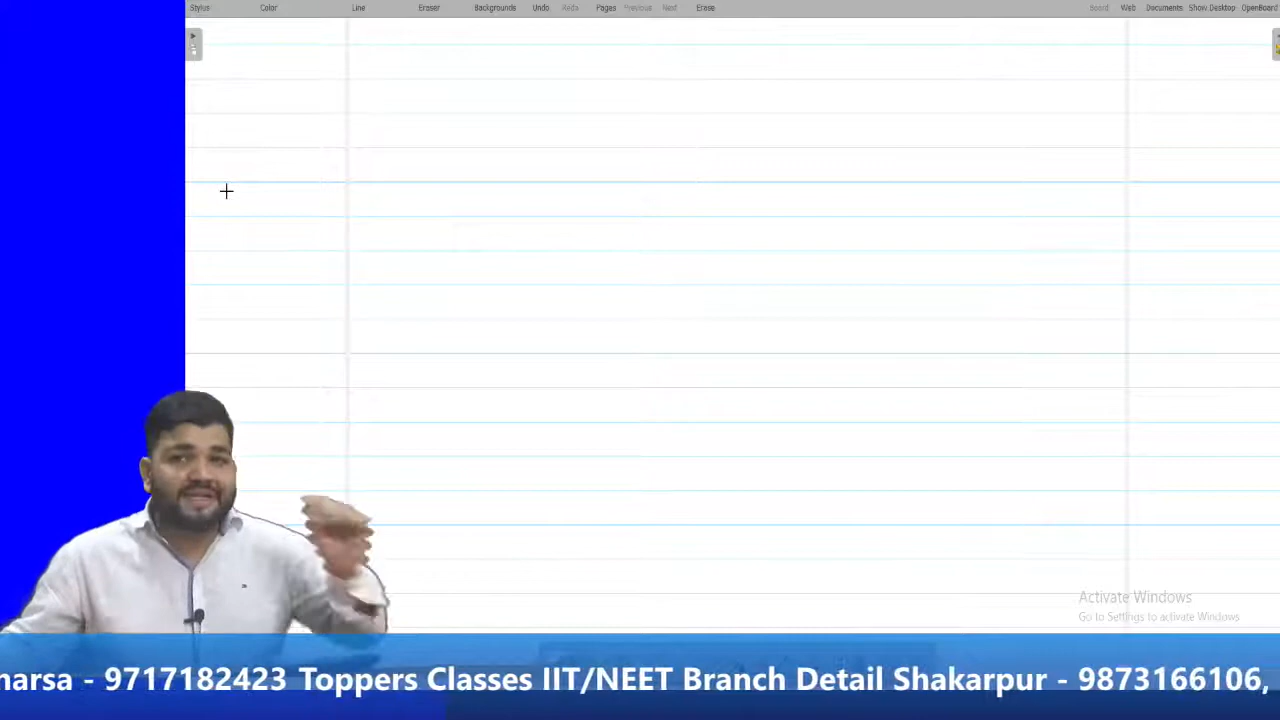 Stylus Color Line Eraser Backgrounds Undo Redo Pages Previous Next Erase Board Web Documents Show Desktop OpenBoard
Activate Windows
Go to Settings to activate Windows
harsa - 9717182423 Toppers Classes IIT/NEET Branch Detail Shakarpur - 9873166106,